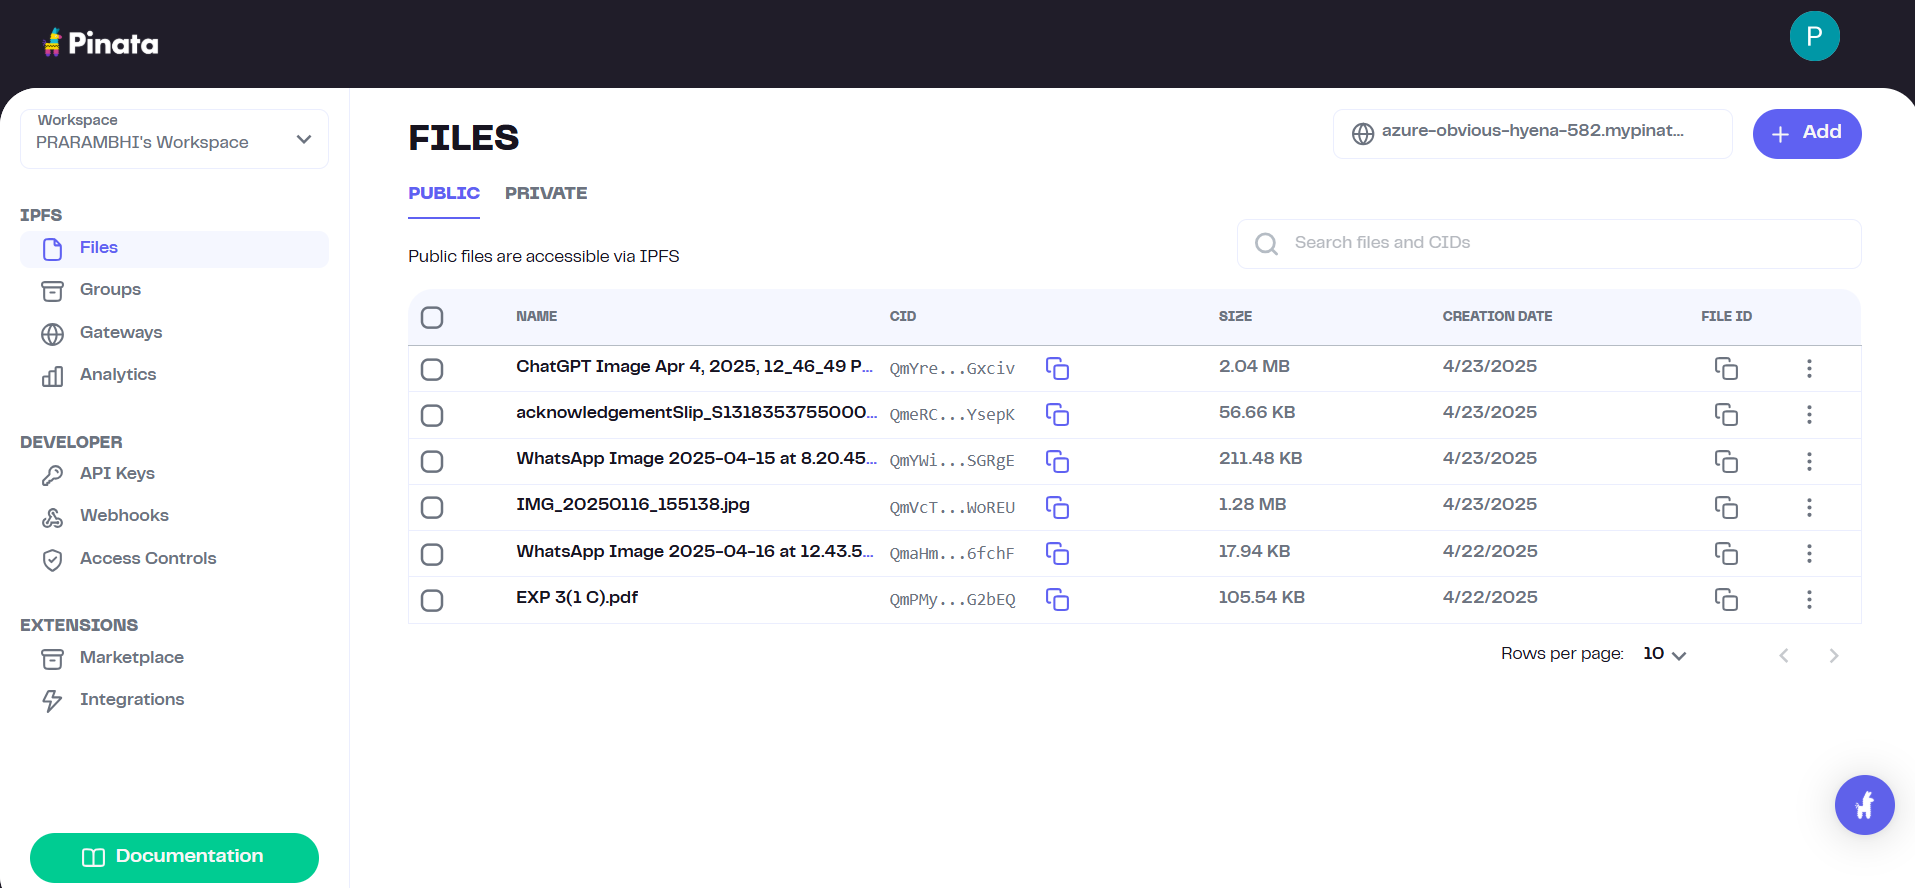 Pinata
P
Workspace
PRARAMBHI's Workspace
IPFS
Files
Groups
Gateways
Analytics
DEVELOPER
API Keys
Webhooks
Access Controls
EXTENSIONS
Marketplace
Integrations
Documentation
FILES
azure-obvious-hyena-582.mypinat...
Add
PUBLIC PRIVATE
Public files are accessible via IPFS
Search files and CIDs
NAME CID SIZE CREATION DATE FILE ID
ChatGPT Image Apr 4, 2025, 12_46_49 P... QmYre...Gxciv 2.04 MB 4/23/2025
acknowledgementSlip_S1318353755000... QmeRC...YsepK 56.66 KB 4/23/2025
WhatsApp Image 2025-04-15 at 8.20.45... QmYWi...SGRgE 211.48 KB 4/23/2025
IMG_20250116_155138.jpg QmVcT...WoREU 1.28 MB 4/23/2025
WhatsApp Image 2025-04-16 at 12.43.5... QmaHm...6fchF 17.94 KB 4/22/2025
EXP 3(1 C).pdf QmPMy...G2bEQ 105.54 KB 4/22/2025
Rows per page: 10